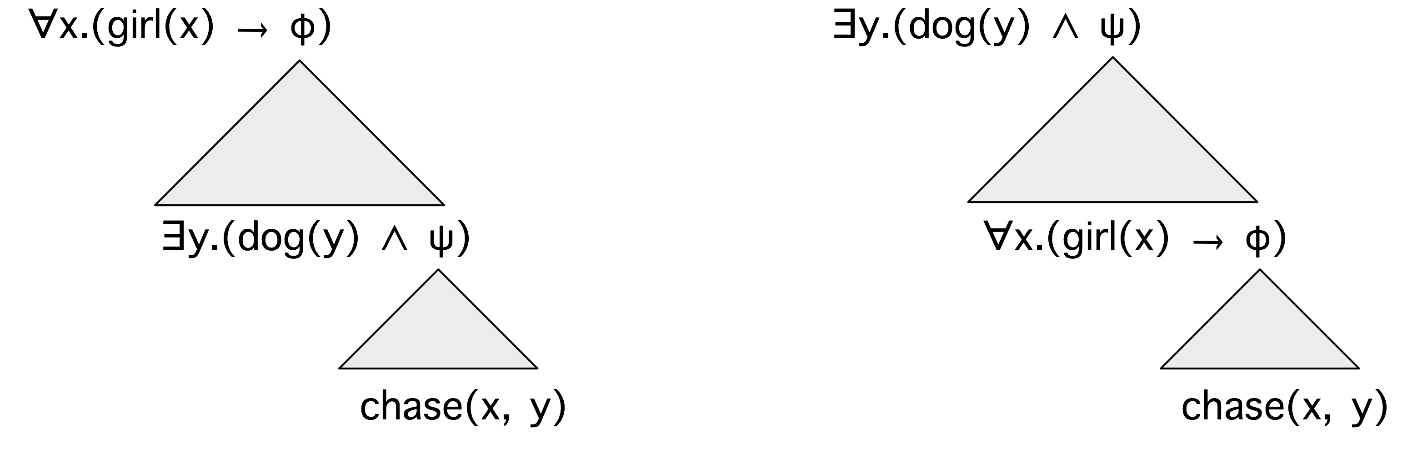 ∀x.(girl(x) → ϕ)
∃y.(dog(y) ∧ ψ)
chase(x, y)
∃y.(dog(y) ∧ ψ)
∀x.(girl(x) → ϕ)
chase(x, y)